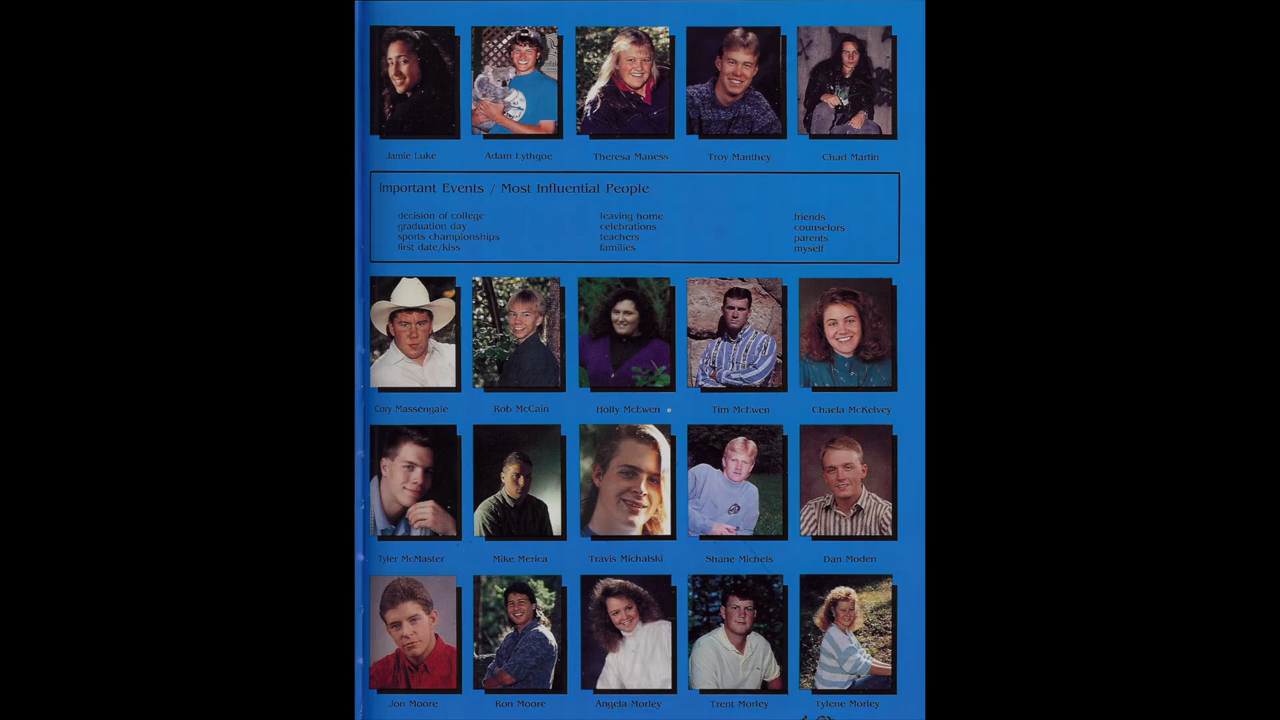 Jamie Luke Adam Lythgoe Theresa Maness Troy Manthey Chad Martin
Important Events / Most Influential People
decision of college leaving home friends
graduation day celebrations counselors
sports championships teachers parents
first date/kiss families myself
Cory Massengale Rob McCain Holly McEwen Tim McEwen Chaela McKelvey
Tyler McMaster Mike Merica Travis Michalski Shane Michels Dan Moden
Jon Moore Ron Moore Angela Morley Trent Morley Tylene Morley